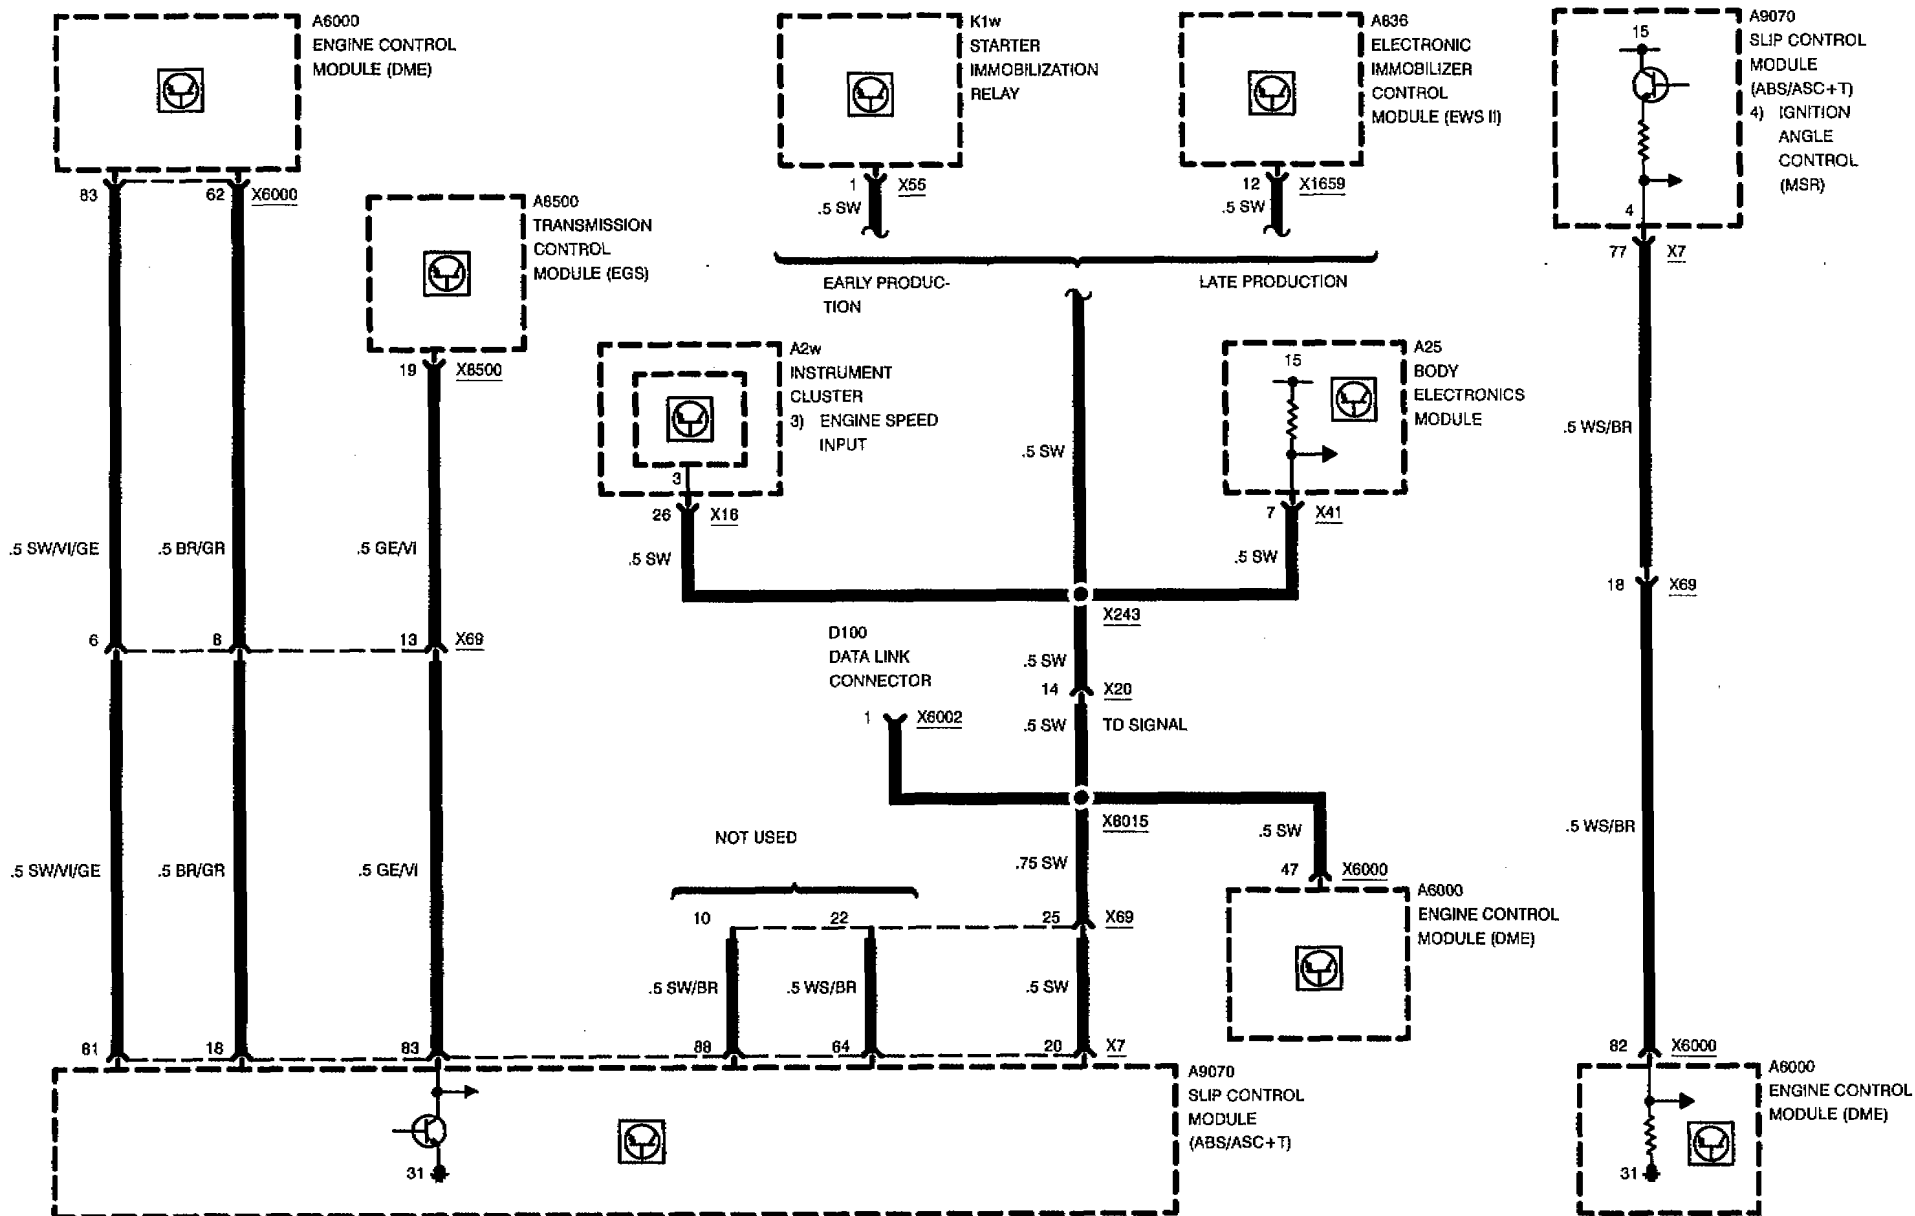 A6000
ENGINE CONTROL
MODULE (DME)
83
62
X6000
A8500
TRANSMISSION
CONTROL
MODULE (EGS)
19
X8500
K1w
STARTER
IMMOBILIZATION
RELAY
1
X55
.5 SW
A836
ELECTRONIC
IMMOBILIZER
CONTROL
MODULE (EWS II)
12
X1659
.5 SW
EARLY PRODUC-
TION
LATE PRODUCTION
A9070
SLIP CONTROL
MODULE
(ABS/ASC+T)
4) IGNITION
ANGLE
CONTROL
(MSR)
15
4
77
X7
A2w
INSTRUMENT
CLUSTER
3) ENGINE SPEED
INPUT
3
26
X16
.5 SW
A25
BODY
ELECTRONICS
MODULE
15
7
X41
.5 SW
.5 SW
.5 WS/BR
.5 SW/VI/GE
.5 BR/GR
.5 GE/VI
18
X69
X243
6
8
13
X69
D100
DATA LINK
CONNECTOR
1
X6002
.5 SW
14
X20
.5 SW
TD SIGNAL
X8015
.5 SW
47
X6000
A6000
ENGINE CONTROL
MODULE (DME)
.5 WS/BR
NOT USED
.75 SW
.5 SW/VI/GE
.5 BR/GR
.5 GE/VI
10
22
25
X69
.5 SW/BR
.5 WS/BR
.5 SW
61
18
83
88
64
20
X7
A9070
SLIP CONTROL
MODULE
(ABS/ASC+T)
31
82
X6000
A6000
ENGINE CONTROL
MODULE (DME)
31